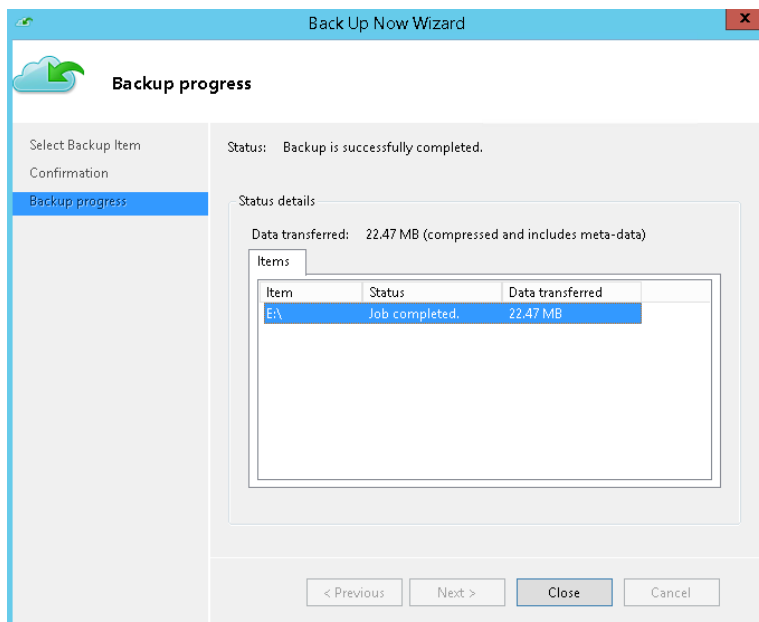 Back Up Now Wizard
x
Backup progress
Select Backup Item
Confirmation
Backup progress
Status: Backup is successfully completed.
Status details
Data transferred: 22.47 MB (compressed and includes meta-data)
Items
Item Status Data transferred
E:\ Job completed. 22.47 MB
< Previous Next > Close Cancel